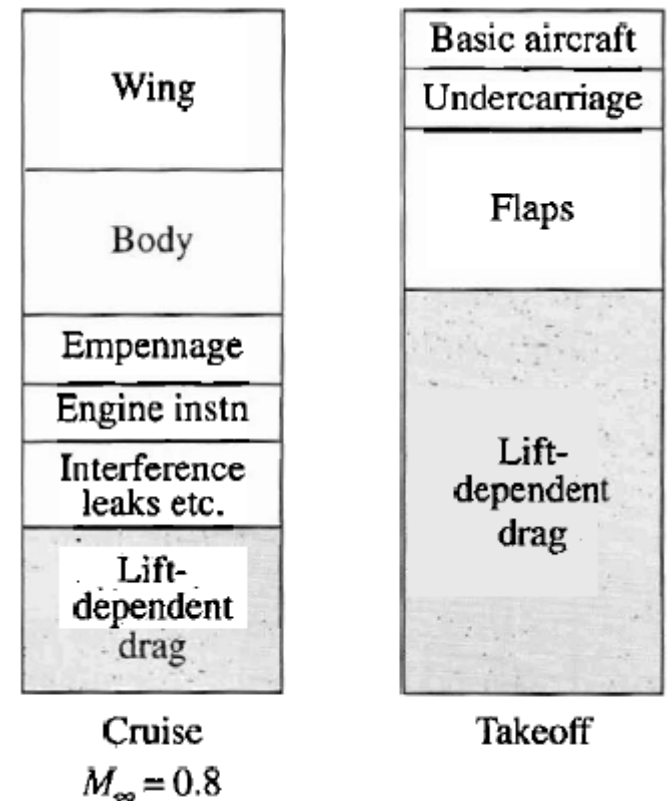 Wing
Body
Empennage
Engine instn
Interference
leaks etc.
Lift-
dependent
drag
Cruise
M∞ = 0.8
Basic aircraft
Undercarriage
Flaps
Lift-
dependent
drag
Takeoff